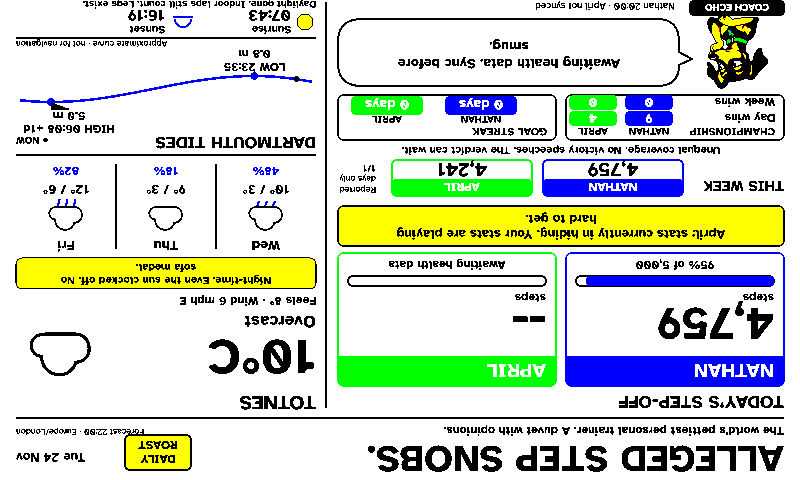 ALLEGED STEP SNOBS.
The world's pettiest personal trainer. A duvet with opinions.
DAILY
ROAST
Tue 24 Nov
Forecast 22:00 · Europe/London
TODAY'S STEP-OFF
NATHAN
4,759
steps
95% of 5,000
APRIL
--
steps
Awaiting health data
April: stats currently in hiding. Your stats are playing
hard to get.
THIS WEEK
NATHAN
4,759
APRIL
4,241
Reported
days only
1/1
Unequal coverage. No victory speeches. The verdict can wait.
CHAMPIONSHIP
NATHAN
APRIL
Day wins
9
4
Week wins
0
0
GOAL STREAK
NATHAN
0 days
APRIL
0 days
Awaiting health data. Sync before
smug.
COACH ECHO
Nathan 20:00 · April not synced
TOTNES
10°C
Overcast
Feels 8° · Wind 6 mph E
Night-time. Even the sun clocked off. No
sofa medal.
Wed
10° / 3°
48%
Thu
9° / 3°
18%
Fri
12° / 6°
82%
DARTMOUTH TIDES
• NOW
HIGH 06:08 +1d
5.0 m
LOW 23:35
0.8 m
Approximate curve · not for navigation
Sunrise
07:43
Sunset
16:19
Daylight gone. Indoor laps still count. Legs exist.